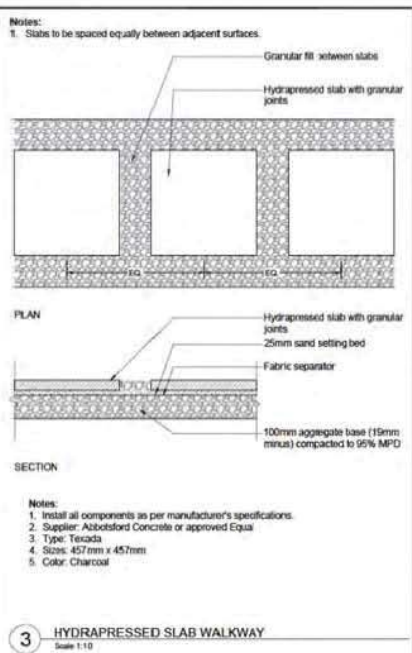 Notes:
1. Slabs to be spaced equally between adjacent surfaces.
Granular fill between slabs
Hydrapressed slab with granular
joints
EQ.
EQ.
PLAN
Hydrapressed slab with granular
joints
25mm sand setting bed
Fabric separator
100mm aggregate base (19mm
minus) compacted to 95% MPD
SECTION
Notes:
1. Install all components as per manufacturer's specifications.
2. Supplier: Abbotsford Concrete or approved Equal
3. Type: Texada
4. Sizes: 457mm x 457mm
5. Color: Charcoal
3
HYDRAPRESSED SLAB WALKWAY
Scale 1:10